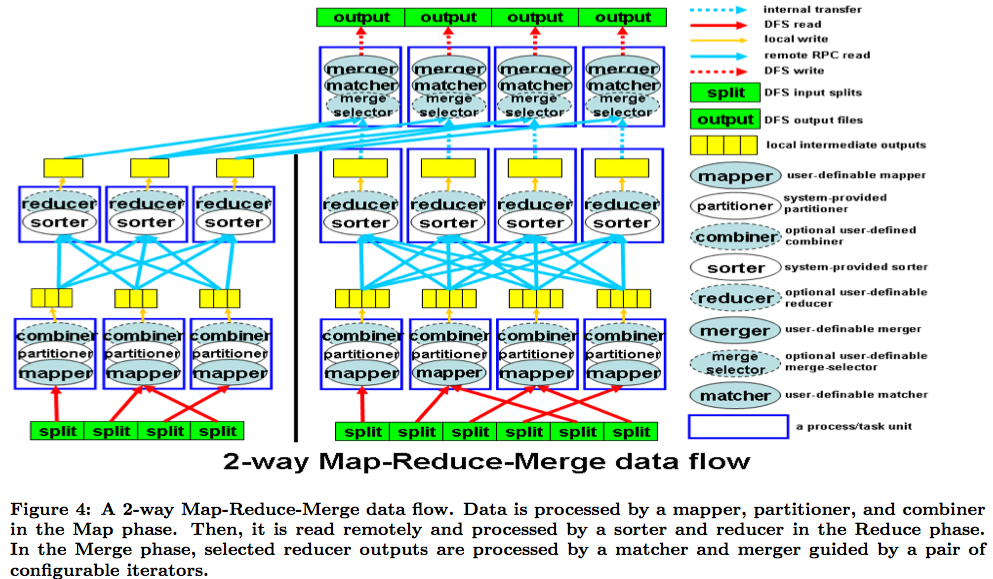 output output output output
merger merger merger merger
matcher matcher matcher matcher
merge selector merge selector merge selector merge selector
reducer reducer reducer
sorter sorter sorter
reducer reducer reducer reducer
sorter sorter sorter sorter
combiner combiner combiner
partitioner partitioner partitioner
mapper mapper mapper
combiner combiner combiner combiner
partitioner partitioner partitioner partitioner
mapper mapper mapper mapper
split split split split
split split split split split split
internal transfer
DFS read
local write
remote RPC read
DFS write
split DFS input splits
output DFS output files
local intermediate outputs
mapper user-definable mapper
partitioner system-provided
partitioner
combiner optional user-defined
combiner
sorter system-provided sorter
reducer optional user-definable
reducer
merger user-definable merger
merge selector optional user-definable
merge-selector
matcher user-definable matcher
a process/task unit
2-way Map-Reduce-Merge data flow
Figure 4: A 2-way Map-Reduce-Merge data flow. Data is processed by a mapper, partitioner, and combiner
in the Map phase. Then, it is read remotely and processed by a sorter and reducer in the Reduce phase.
In the Merge phase, selected reducer outputs are processed by a matcher and merger guided by a pair of
configurable iterators.